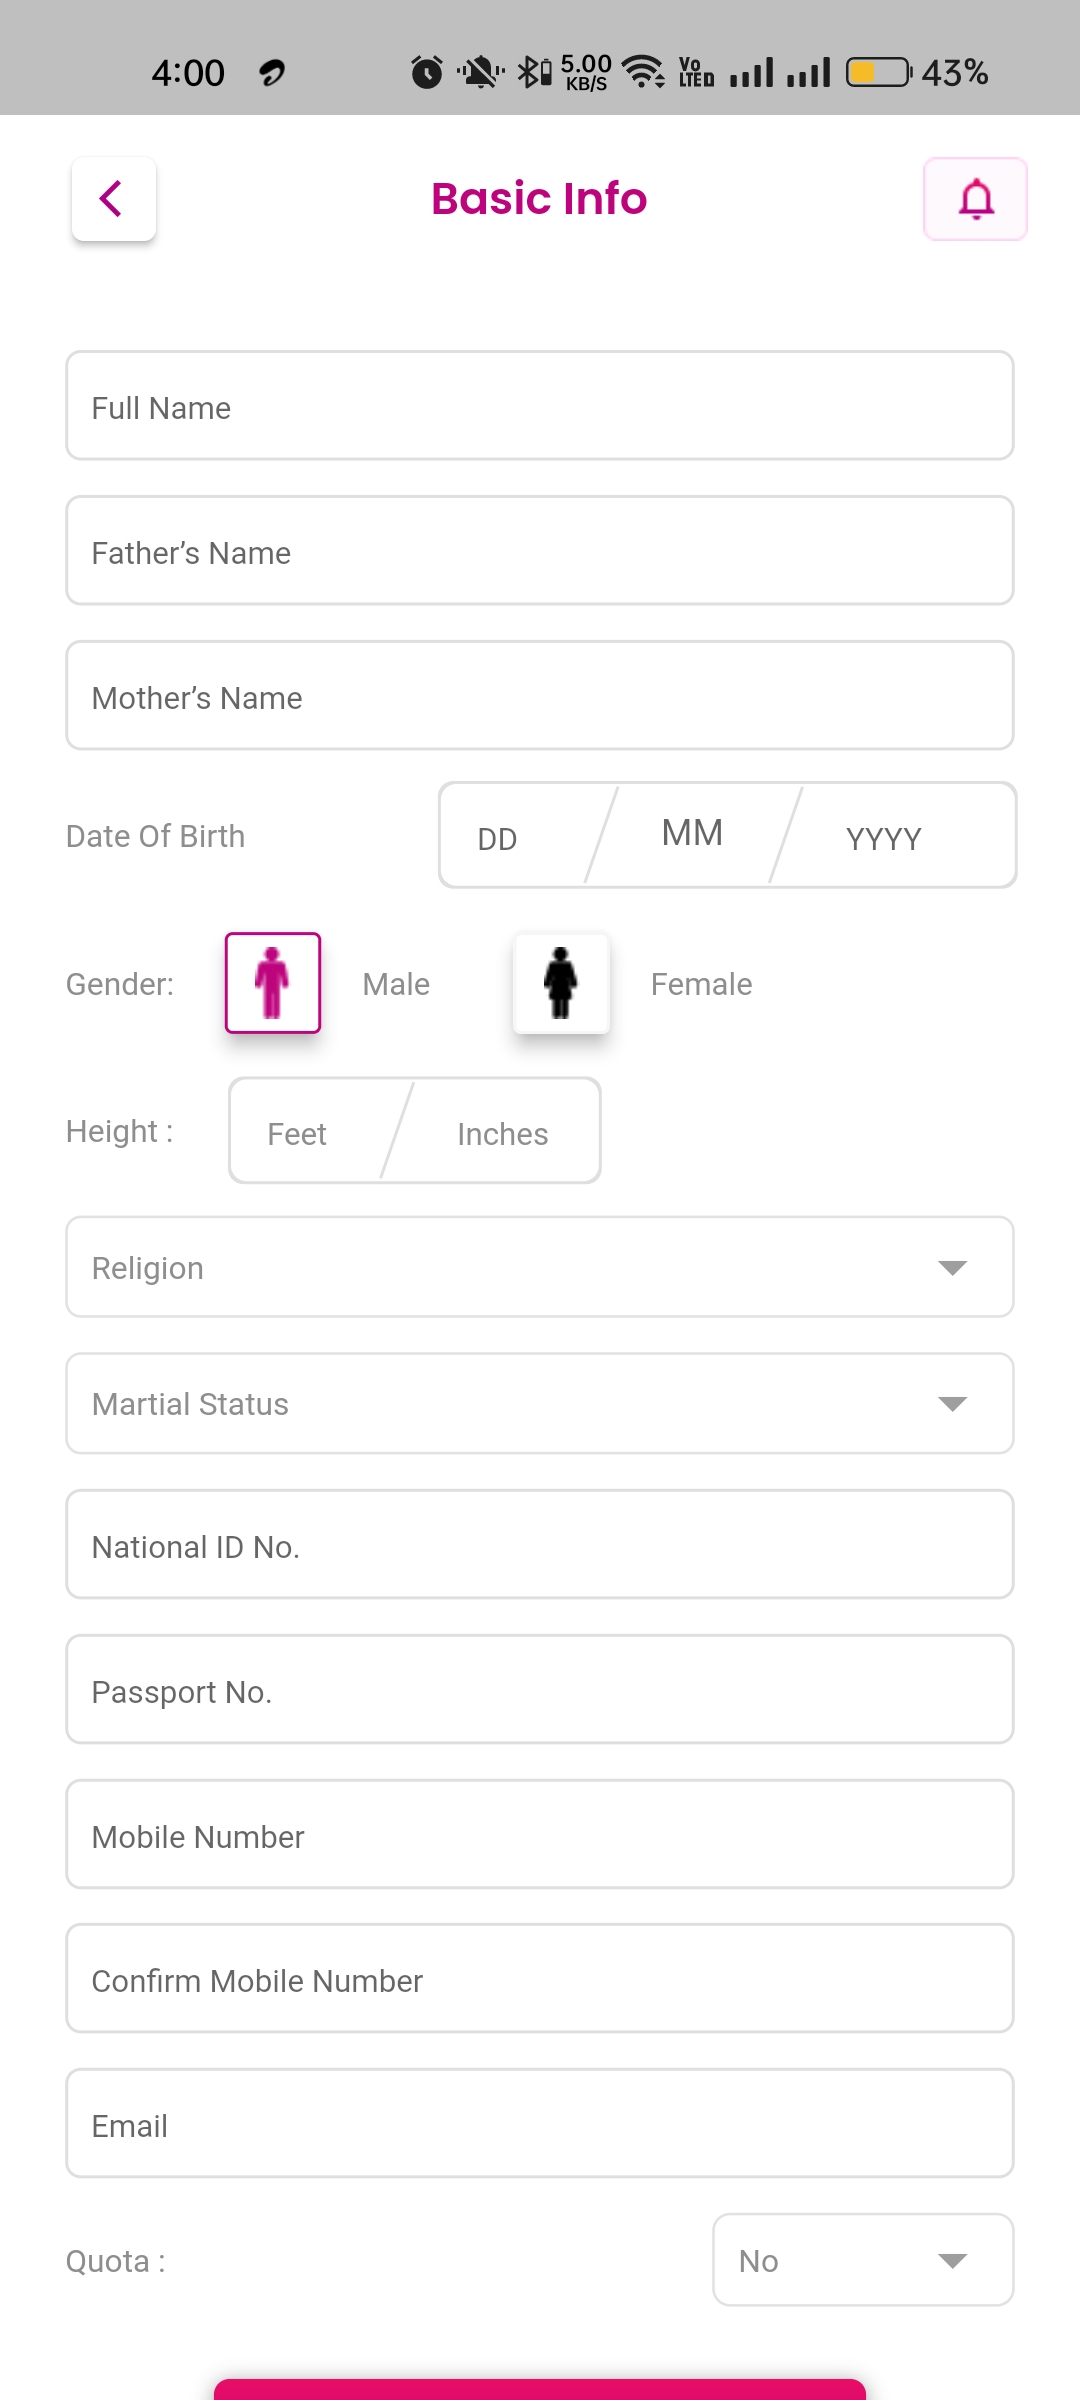 4:00 5.00 KB/S Vo LTED 43%
Basic Info
Full Name
Father’s Name
Mother’s Name
Date Of Birth DD MM YYYY
Gender: Male Female
Height : Feet Inches
Religion
Martial Status
National ID No.
Passport No.
Mobile Number
Confirm Mobile Number
Email
Quota : No